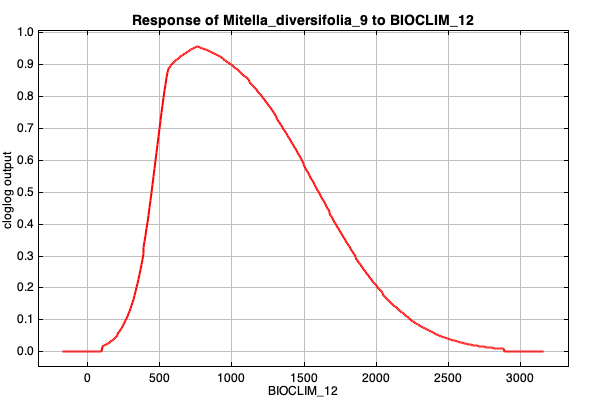 Response of Mitella_diversifolia_9 to BIOCLIM_12
1.0
0.9
0.8
0.7
0.6
0.5
0.4
0.3
0.2
0.1
0.0
cloglog output
0 500 1000 1500 2000 2500 3000
BIOCLIM_12